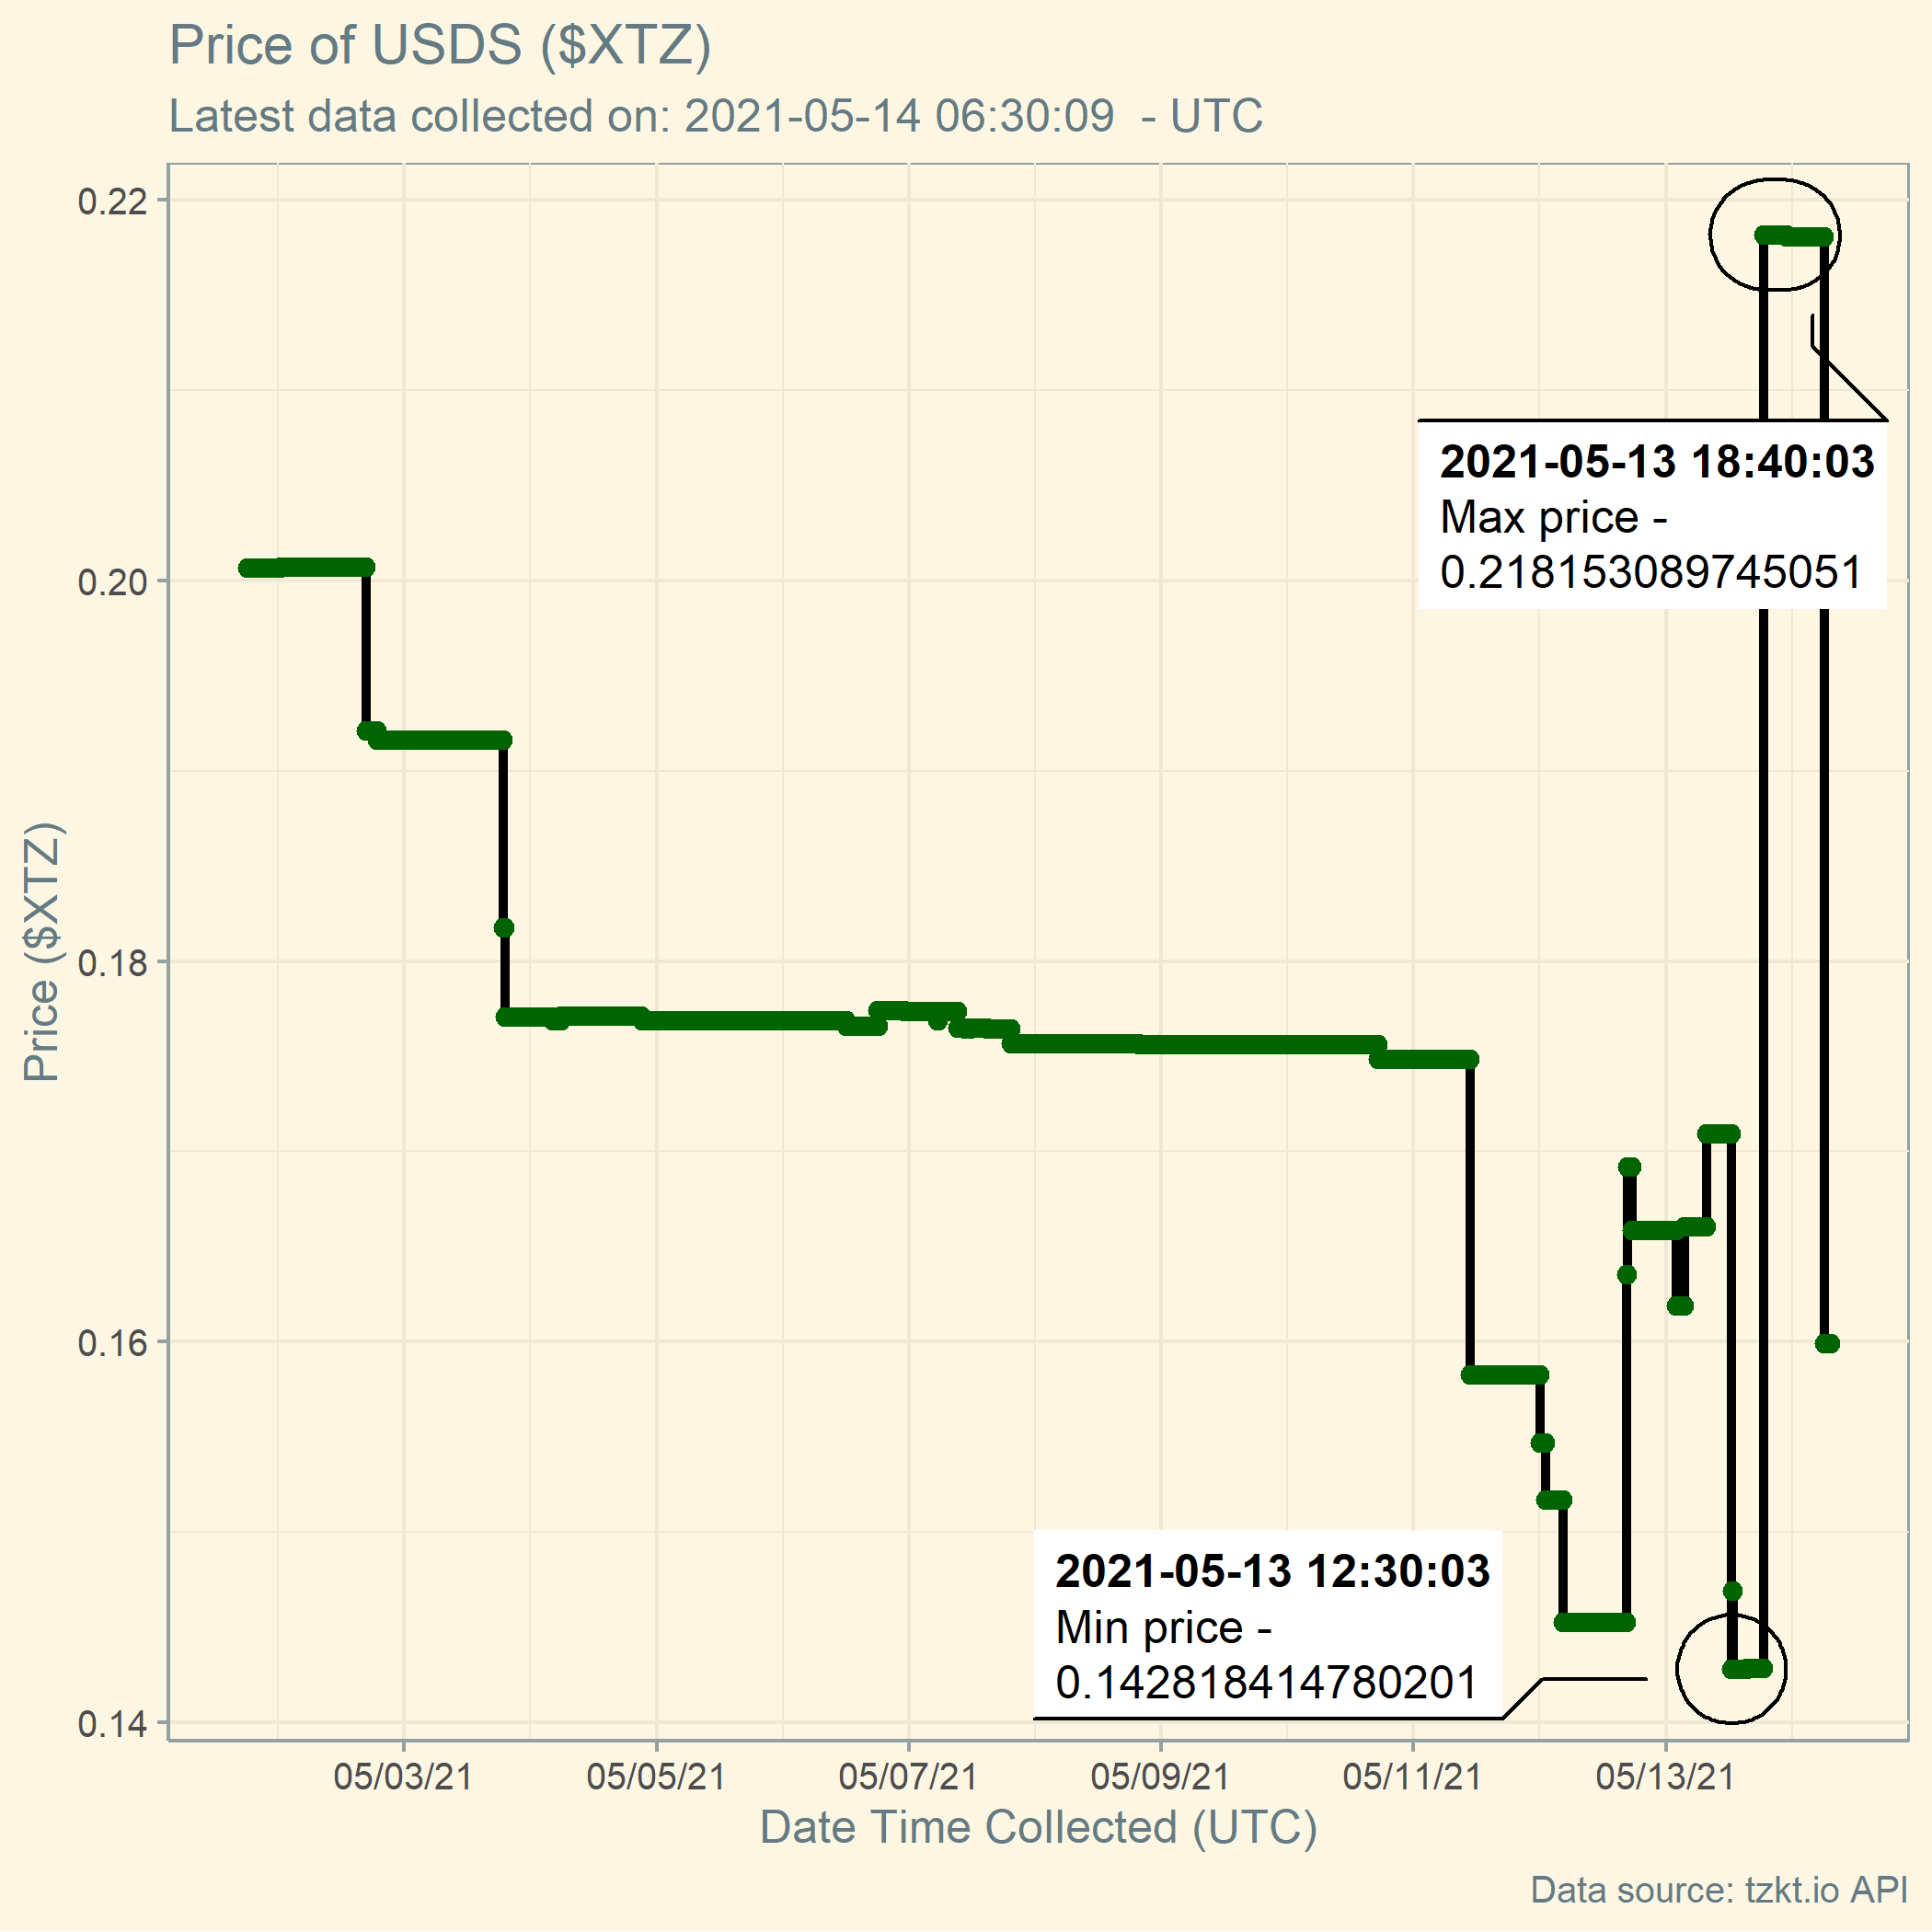 Price of USDS ($XTZ)
Latest data collected on: 2021-05-14 06:30:09  - UTC
Price ($XTZ)
0.22
0.20
0.18
0.16
0.14
2021-05-13 18:40:03
Max price -
0.218153089745051
2021-05-13 12:30:03
Min price -
0.142818414780201
05/03/21
05/05/21
05/07/21
05/09/21
05/11/21
05/13/21
Date Time Collected (UTC)
Data source: tzkt.io API